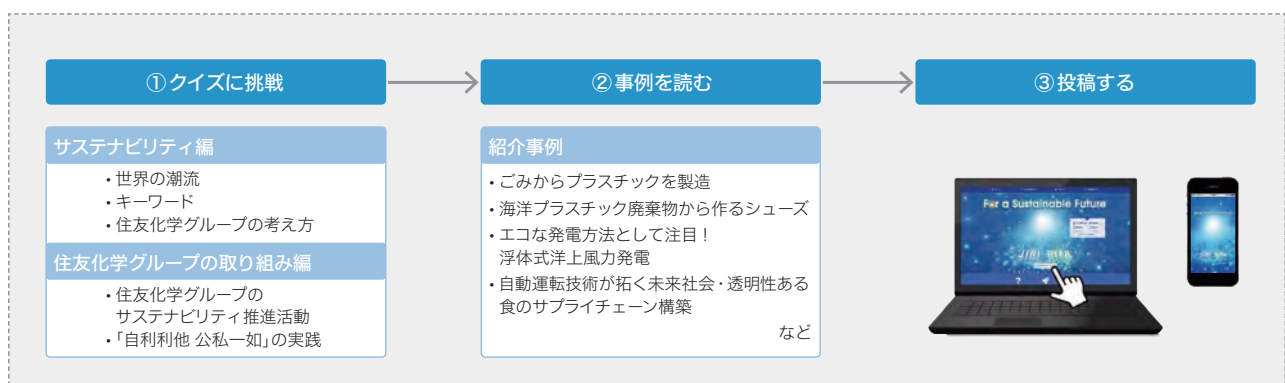 ①クイズに挑戦
サステナビリティ編
・世界の潮流
・キーワード
・住友化学グループの考え方
住友化学グループの取り組み編
・住友化学グループの
サステナビリティ推進活動
・「自利利他 公私一如」の実践
②事例を読む
紹介事例
・ごみからプラスチックを製造
・海洋プラスチック廃棄物から作るシューズ
・エコな発電方法として注目！
浮体式洋上風力発電
・自動運転技術が拓く未来社会・透明性ある
食のサプライチェーン構築
など
③投稿する
For a Sustainable Future